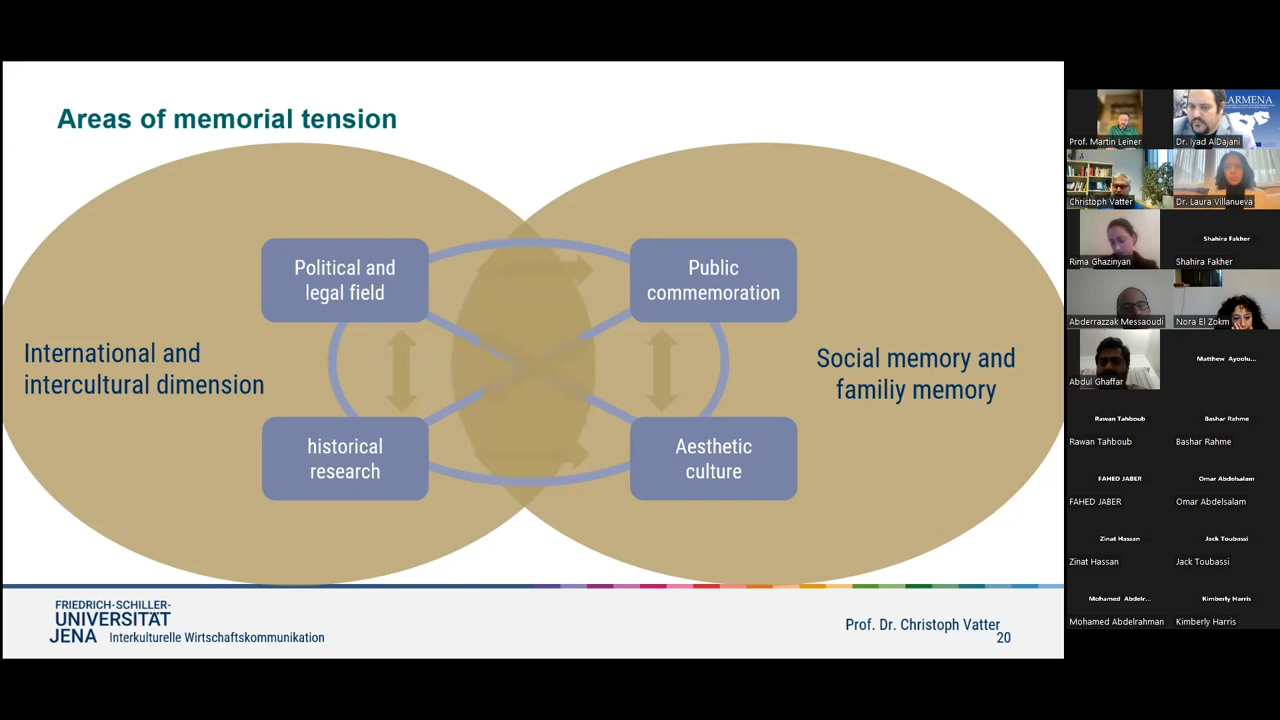 Areas of memorial tension
Political and
legal field
Public
commemoration
International and
intercultural dimension
Social memory and
familiy memory
historical
research
Aesthetic
culture
FRIEDRICH-SCHILLER-
UNIVERSITÄT
JENA Interkulturelle Wirtschaftskommunikation
Prof. Dr. Christoph Vatter
20
ARMENA
Prof. Martin Leiner
Dr. Iyad AlDajani
Christoph Vatter
Dr. Laura Villanueva
Rima Ghazinyan
Shahira Fakher
Shahira Fakher
Abderrazzak Messaoudi
Nora El Zokm
Abdul Ghaffar
Matthew Ayoolu...
Rawan Tahboub
Rawan Tahboub
Bashar Rahme
Bashar Rahme
FAHED JABER
FAHED JABER
Omar Abdelsalam
Omar Abdelsalam
Zinat Hassan
Zinat Hassan
Jack Toubassi
Jack Toubassi
Mohamed Abdelr...
Mohamed Abdelrahman
Kimberly Harris
Kimberly Harris